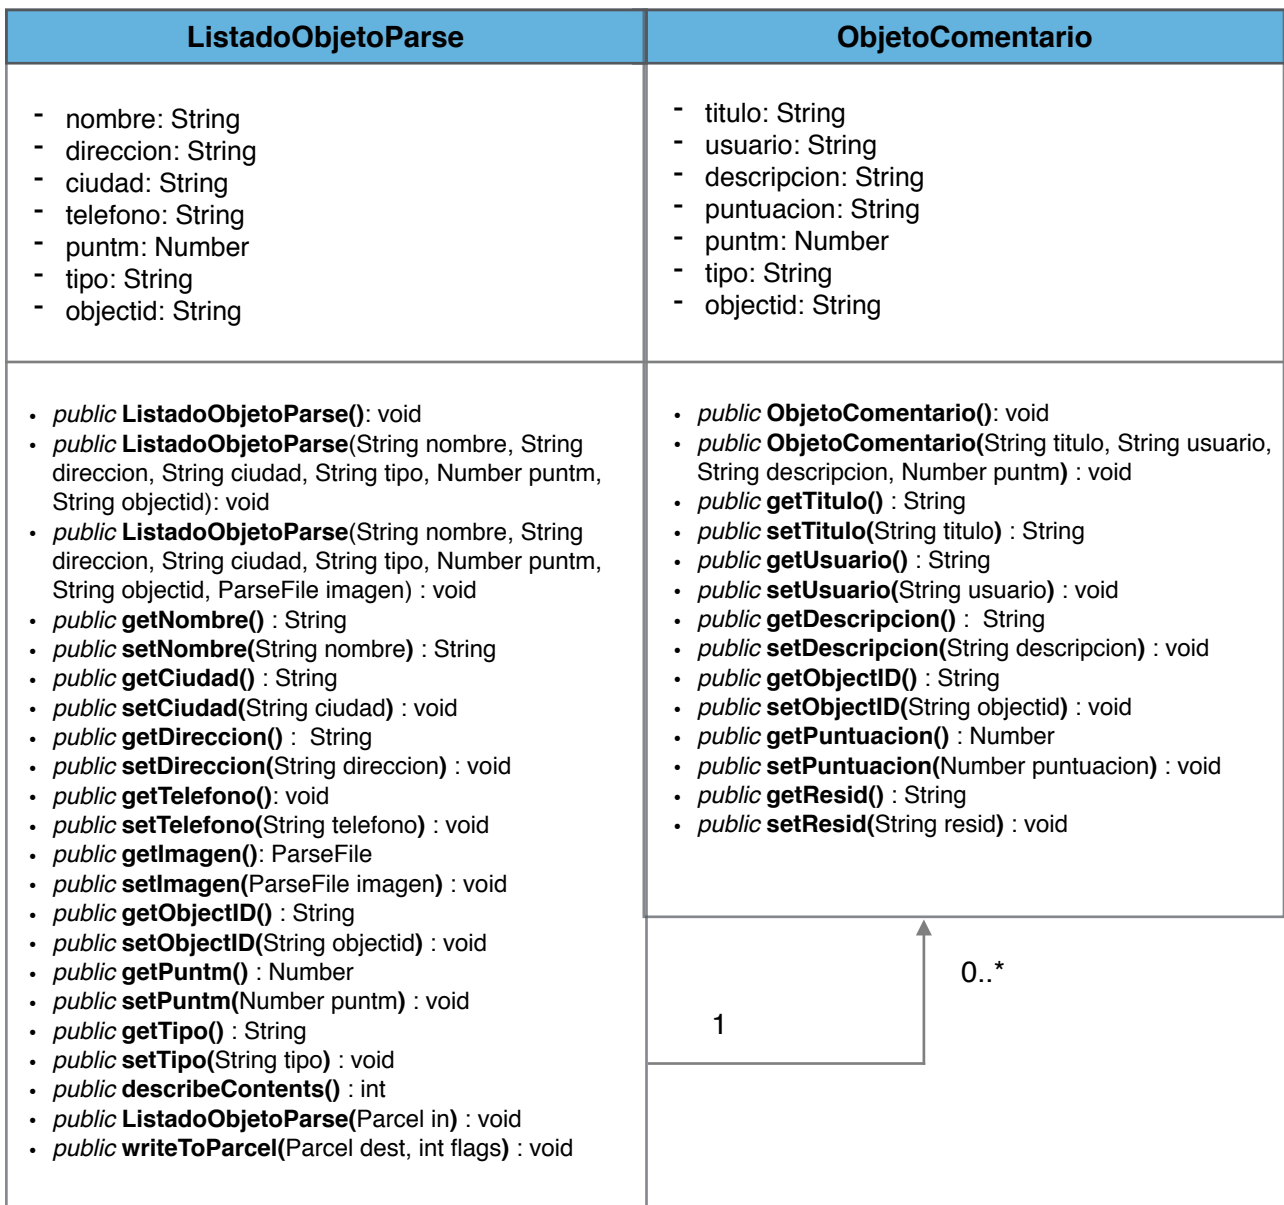 ListadoObjetoParse
- nombre: String
- direccion: String
- ciudad: String
- telefono: String
- puntm: Number
- tipo: String
- objectid: String
• public ListadoObjetoParse(): void
• public ListadoObjetoParse(String nombre, String
direccion, String ciudad, String tipo, Number puntm,
String objectid): void
• public ListadoObjetoParse(String nombre, String
direccion, String ciudad, String tipo, Number puntm,
String objectid, ParseFile imagen) : void
• public getNombre() : String
• public setNombre(String nombre) : String
• public getCiudad() : String
• public setCiudad(String ciudad) : void
• public getDireccion() : String
• public setDireccion(String direccion) : void
• public getTelefono(): void
• public setTelefono(String telefono) : void
• public getImagen(): ParseFile
• public setImagen(ParseFile imagen) : void
• public getObjectID() : String
• public setObjectID(String objectid) : void
• public getPuntm() : Number
• public setPuntm(Number puntm) : void
• public getTipo() : String
• public setTipo(String tipo) : void
• public describeContents() : int
• public ListadoObjetoParse(Parcel in) : void
• public writeToParcel(Parcel dest, int flags) : void
ObjetoComentario
- titulo: String
- usuario: String
- descripcion: String
- puntuacion: String
- puntm: Number
- tipo: String
- objectid: String
• public ObjetoComentario(): void
• public ObjetoComentario(String titulo, String usuario,
String descripcion, Number puntm) : void
• public getTitulo() : String
• public setTitulo(String titulo) : String
• public getUsuario() : String
• public setUsuario(String usuario) : void
• public getDescripcion() : String
• public setDescripcion(String descripcion) : void
• public getObjectID() : String
• public setObjectID(String objectid) : void
• public getPuntuacion() : Number
• public setPuntuacion(Number puntuacion) : void
• public getResid() : String
• public setResid(String resid) : void
0..*
1